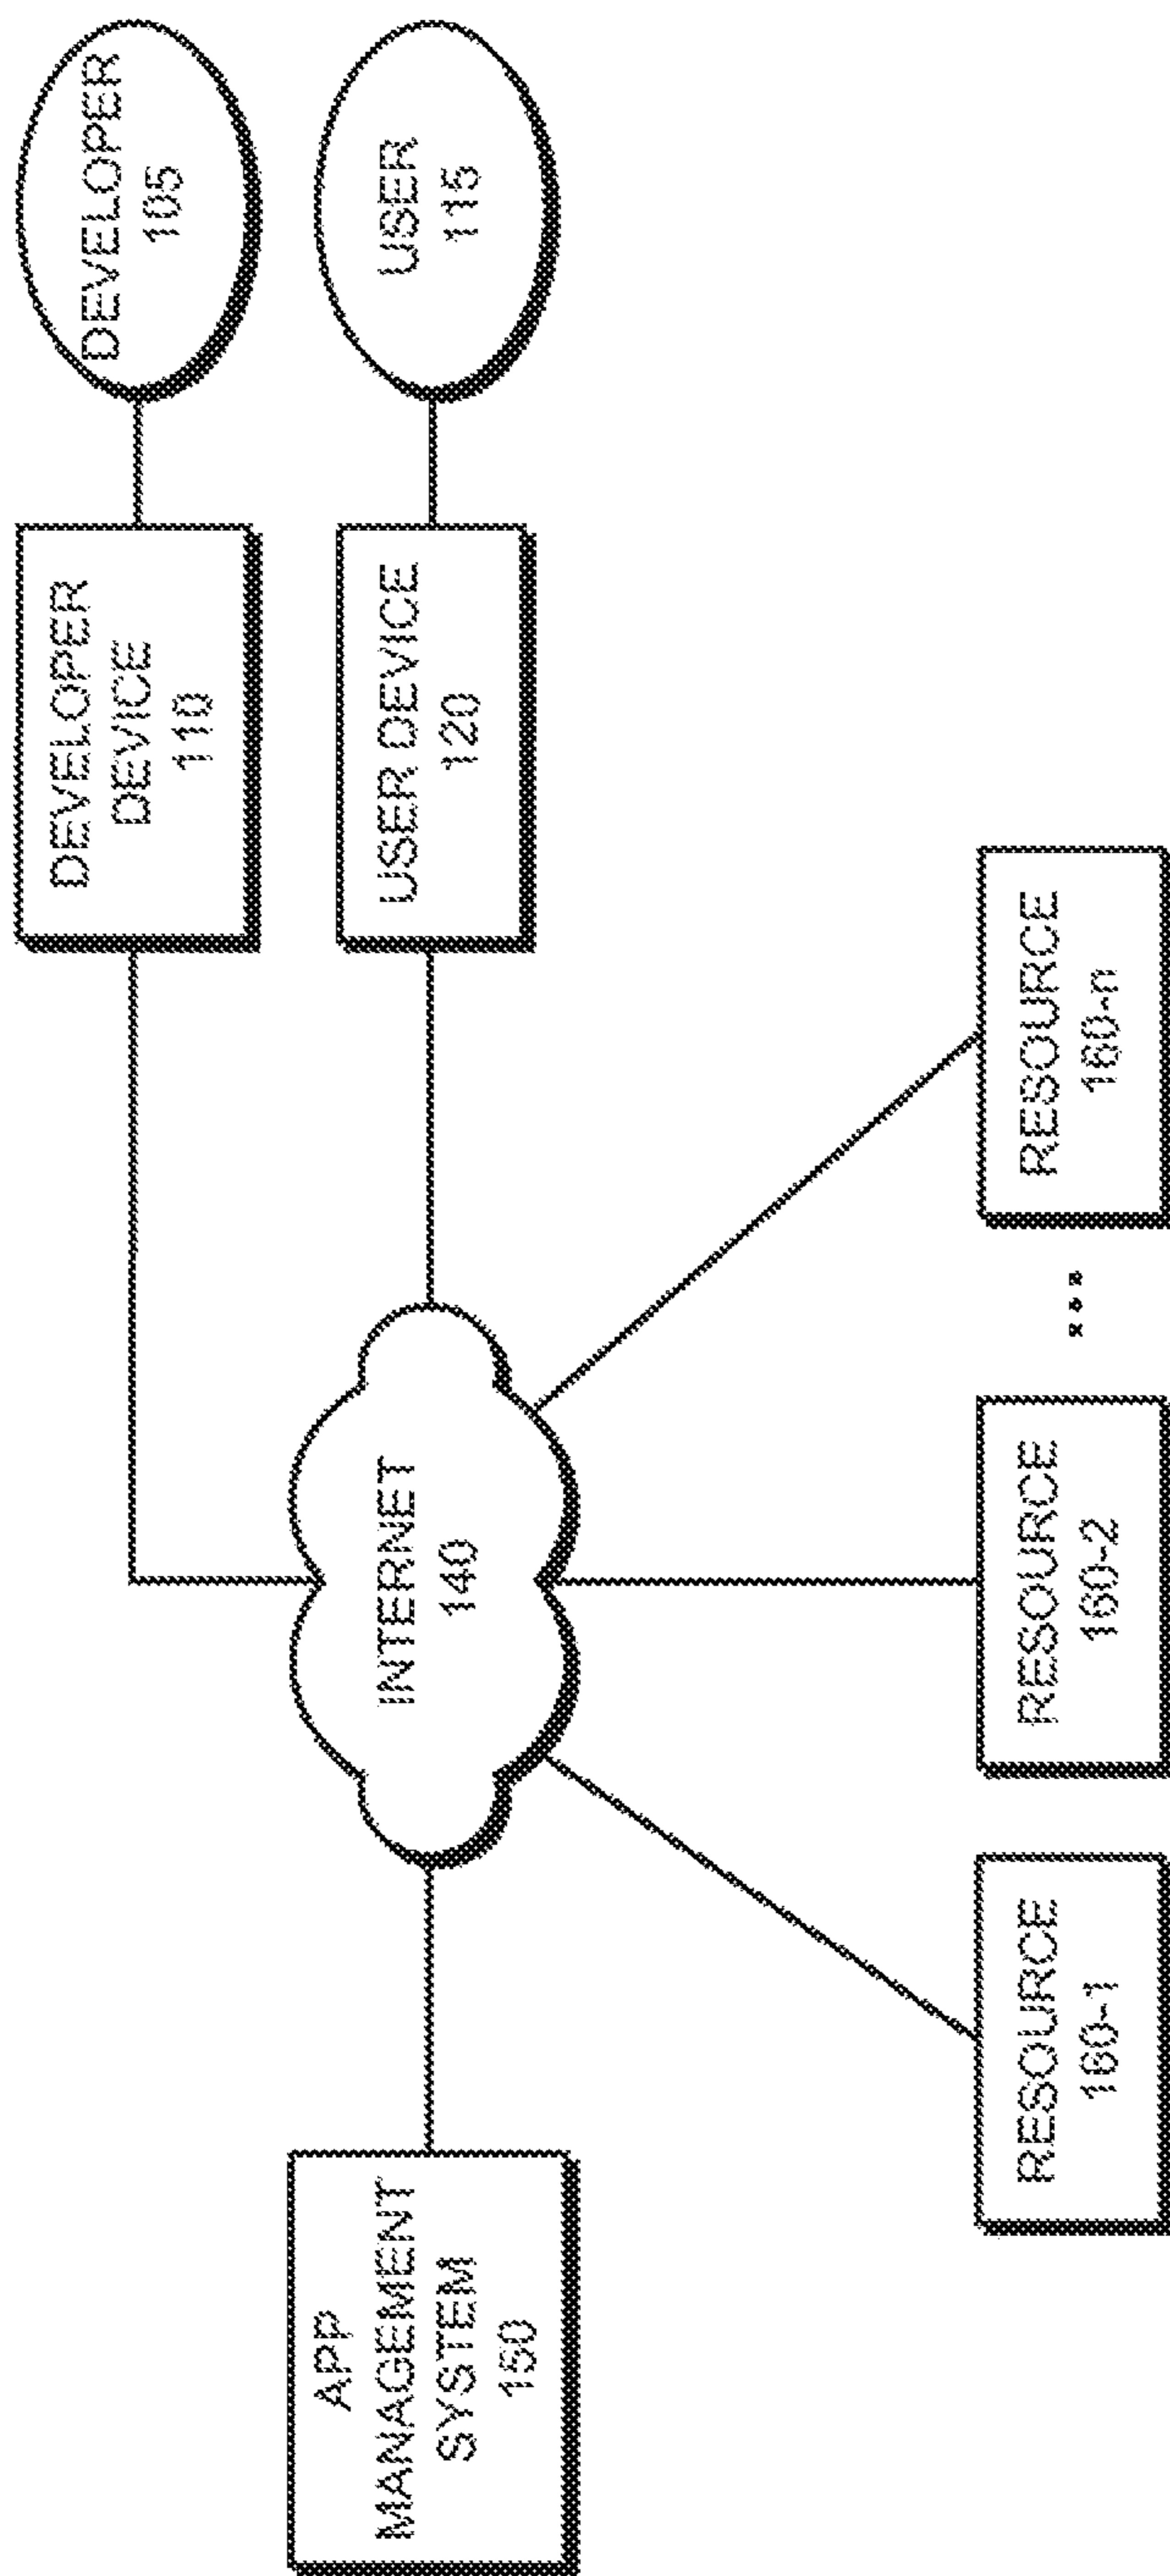 DEVELOPER
105
DEVELOPER
DEVICE
110
USER
115
USER DEVICE
120
INTERNET
140
APP
MANAGEMENT
SYSTEM
150
RESOURCE
160-1
RESOURCE
160-2
...
RESOURCE
160-n